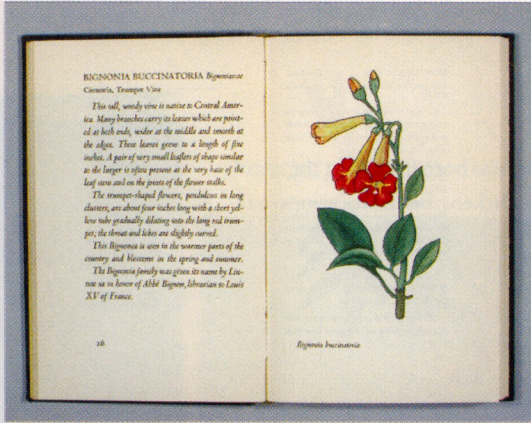 BIGNONIA BUCCINATORIA Bignoniaceae
This tall, woody vine is native to Central Amer-
ica. Many branches carry its leaves which are point-
ed at both ends, wider at the middle and smooth at
the edges. These leaves grow to a length of five
inches. A pair of very small leaflets of shape similar
to the larger is often present at the very base of the
leaf stem and on the joints of the flower stalks.
The trumpet-shaped flowers, pendulous in long
clusters, are about four inches long with a short yel-
low tube gradually dilating into the long red trum-
pet; the throat and lobes are slightly curved.
This Bignonia is seen in the warmer parts of the
country and blossoms in the spring and summer.
The Bignonia family was given its name by Lin-
in honor of Abbé Bignon, librarian to Louis
XV of France.
26
Bignonia buccinatoria
Trumpet Vine